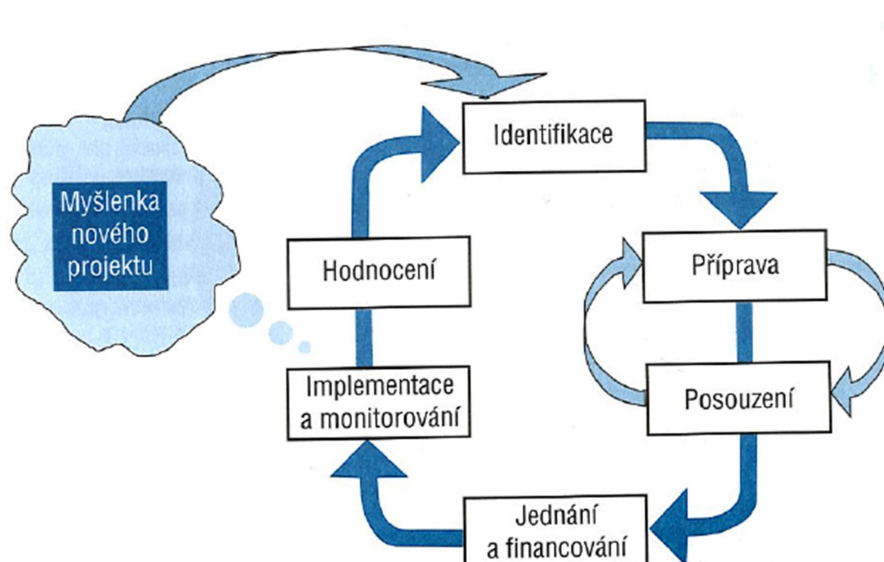 Identifikace
Myšlenka
nového
projektu
Příprava
Hodnocení
Implementace
a monitorování
Posouzení
Jednání
a financování